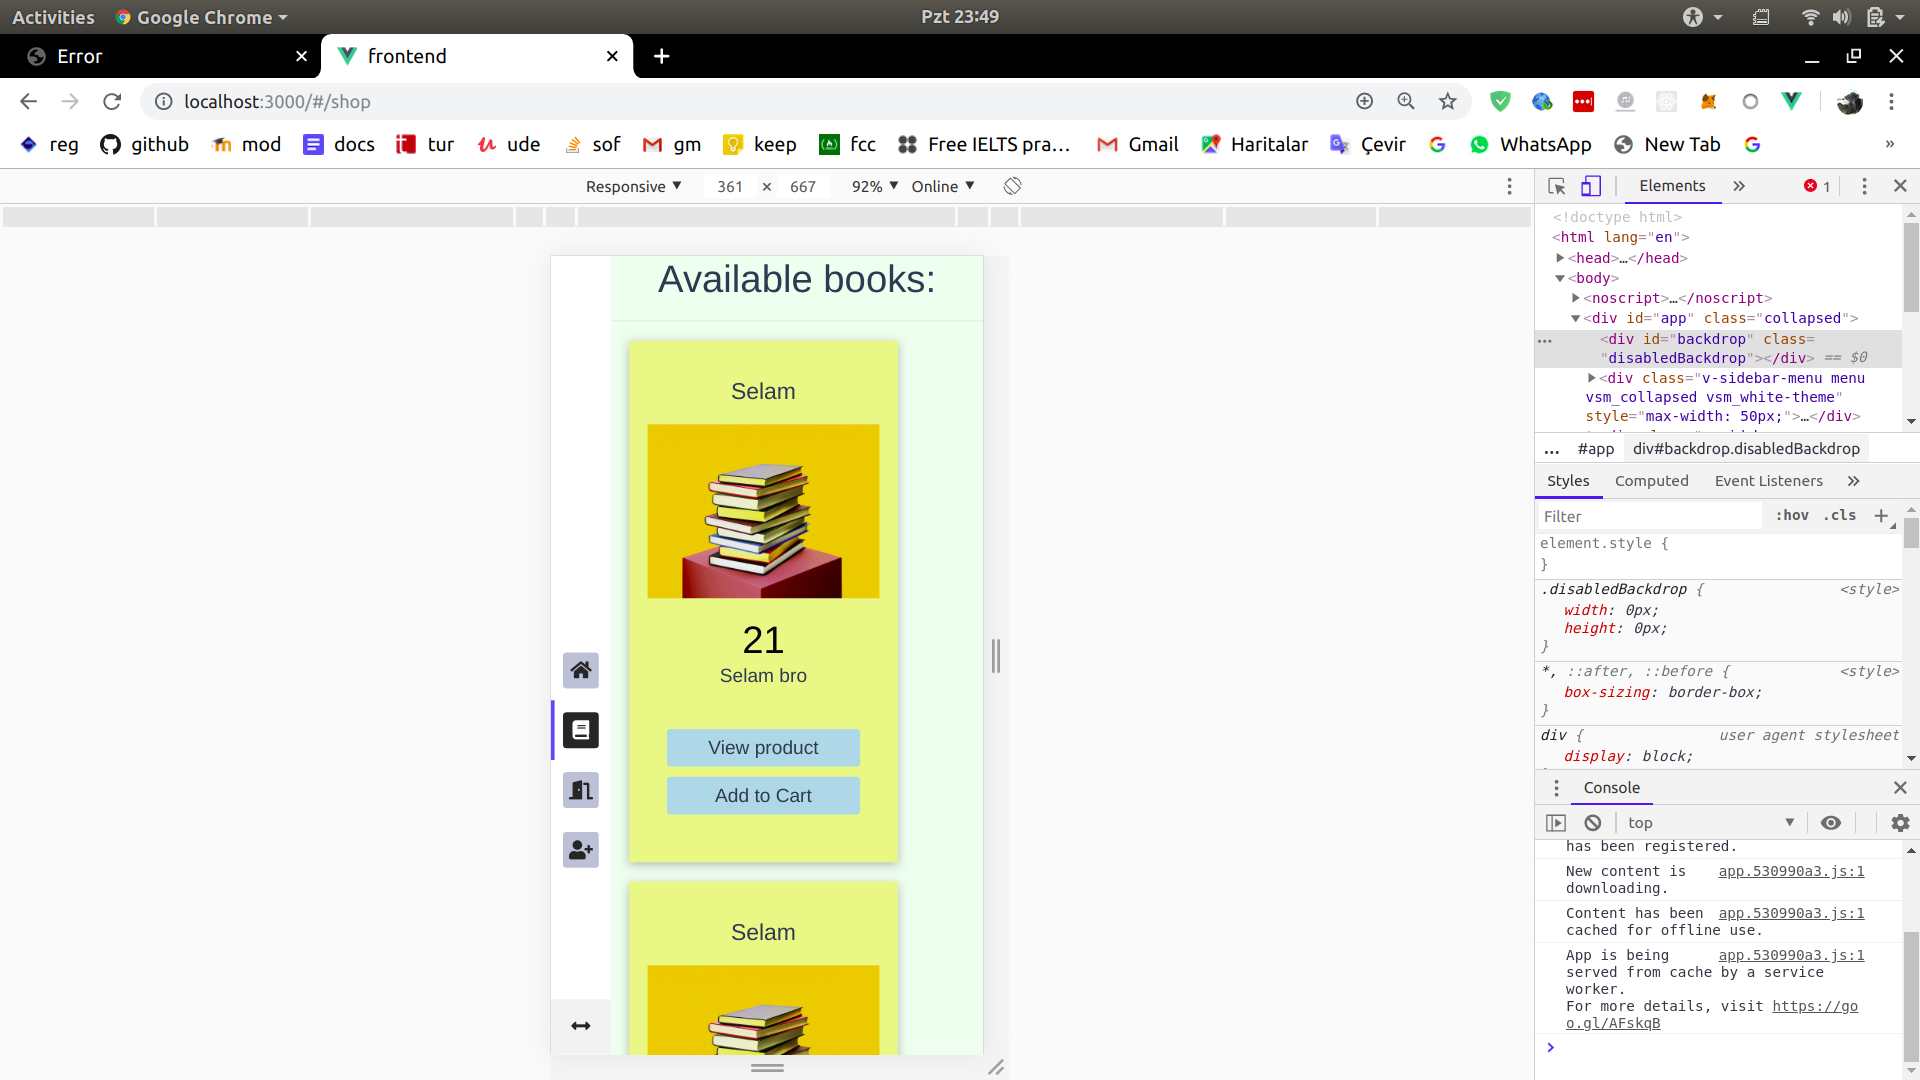 Activities
Google Chrome
Pzt 23:49
Error
frontend
localhost:3000/#/shop
reg
github
mod
docs
tur
ude
sof
gm
keep
fcc
Free IELTS pra…
Gmail
Haritalar
Çevir
WhatsApp
New Tab
»
Responsive ▼
361 × 667
92% ▼
Online ▼
Elements
»
1
Available books:
Selam
21
Selam bro
View product
Add to Cart
Selam
<!doctype html>
<html lang="en">
<head>…</head>
<body>
<noscript>…</noscript>
<div id="app" class="collapsed">
… <div id="backdrop" class=
"disabledBackdrop"></div> == $0
<div class="v-sidebar-menu menu
vsm_collapsed vsm_white-theme"
style="max-width: 50px;">…</div>
… #app div#backdrop.disabledBackdrop
Styles Computed Event Listeners »
Filter :hov .cls +
element.style {
}
.disabledBackdrop { <style>
width: 0px;
height: 0px;
}
*, ::after, ::before { <style>
box-sizing: border-box;
}
div { user agent stylesheet
display: block;
Console
top ▼
has been registered.
New content is app.530990a3.js:1
downloading.
Content has been app.530990a3.js:1
cached for offline use.
App is being app.530990a3.js:1
served from cache by a service
worker.
For more details, visit https://go
o.gl/AFskqB